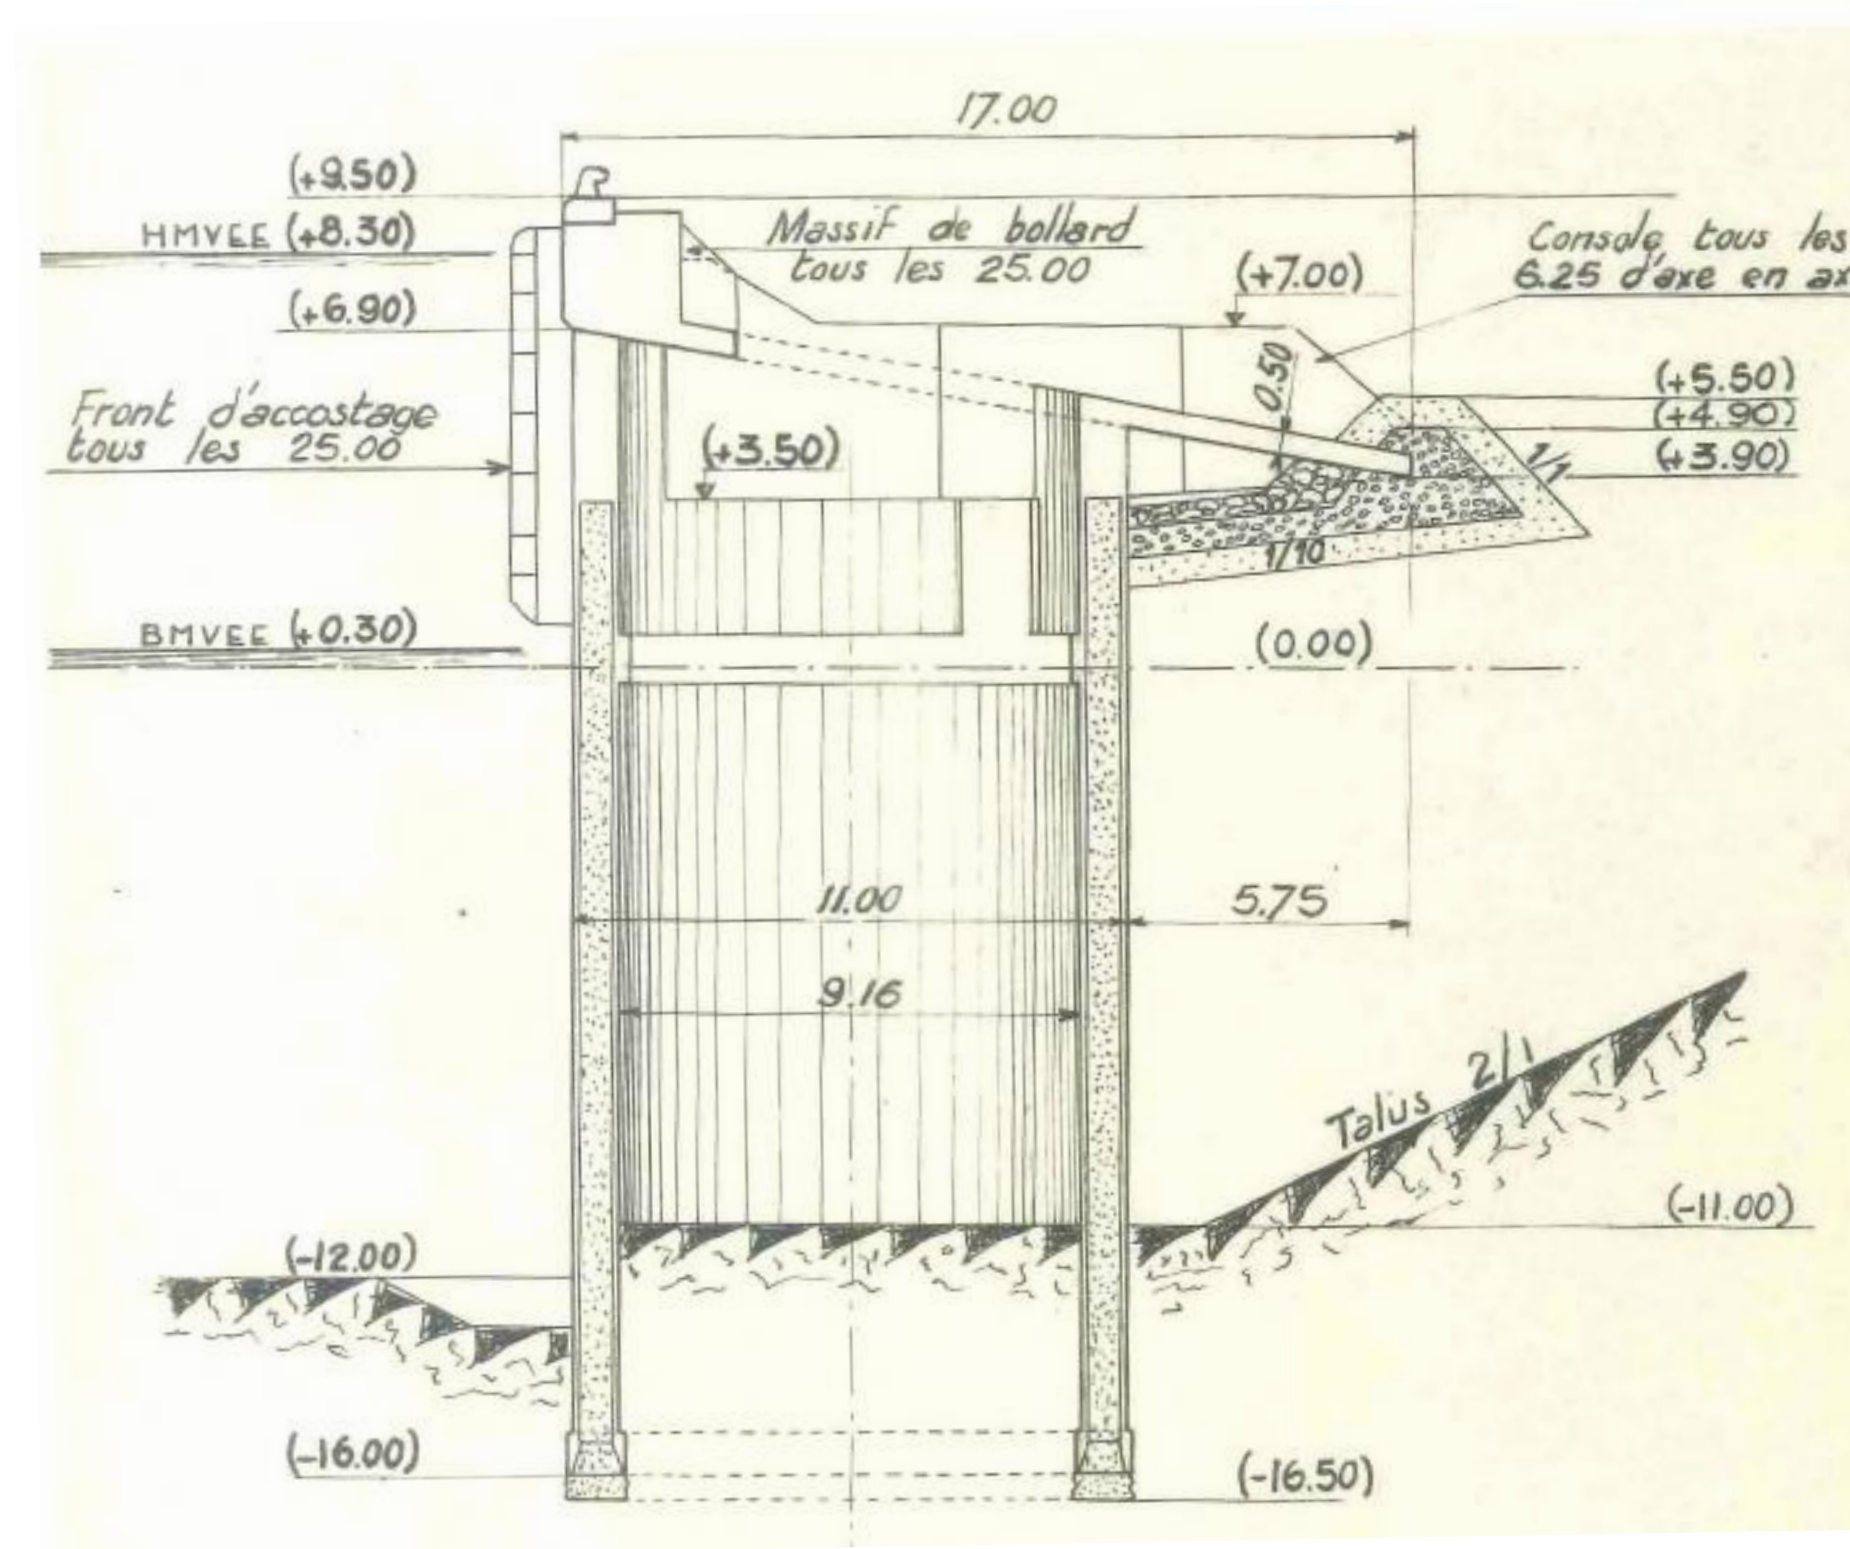 17.00
(+9.50)
HMVEE (+8.30)
Massif de bollard
tous les 25.00
Console tous les
6.25 d'axe en ax
(+7.00)
(+6.90)
0.50
(+5.50)
(+4.90)
(+3.90)
1/1
Front d'accostage
tous les 25.00
(+3.50)
1/10
BMVEE (+0.30)
(0.00)
11.00
5.75
9.16
Talus 2/1
(-11.00)
(-12.00)
(-16.00)
(-16.50)